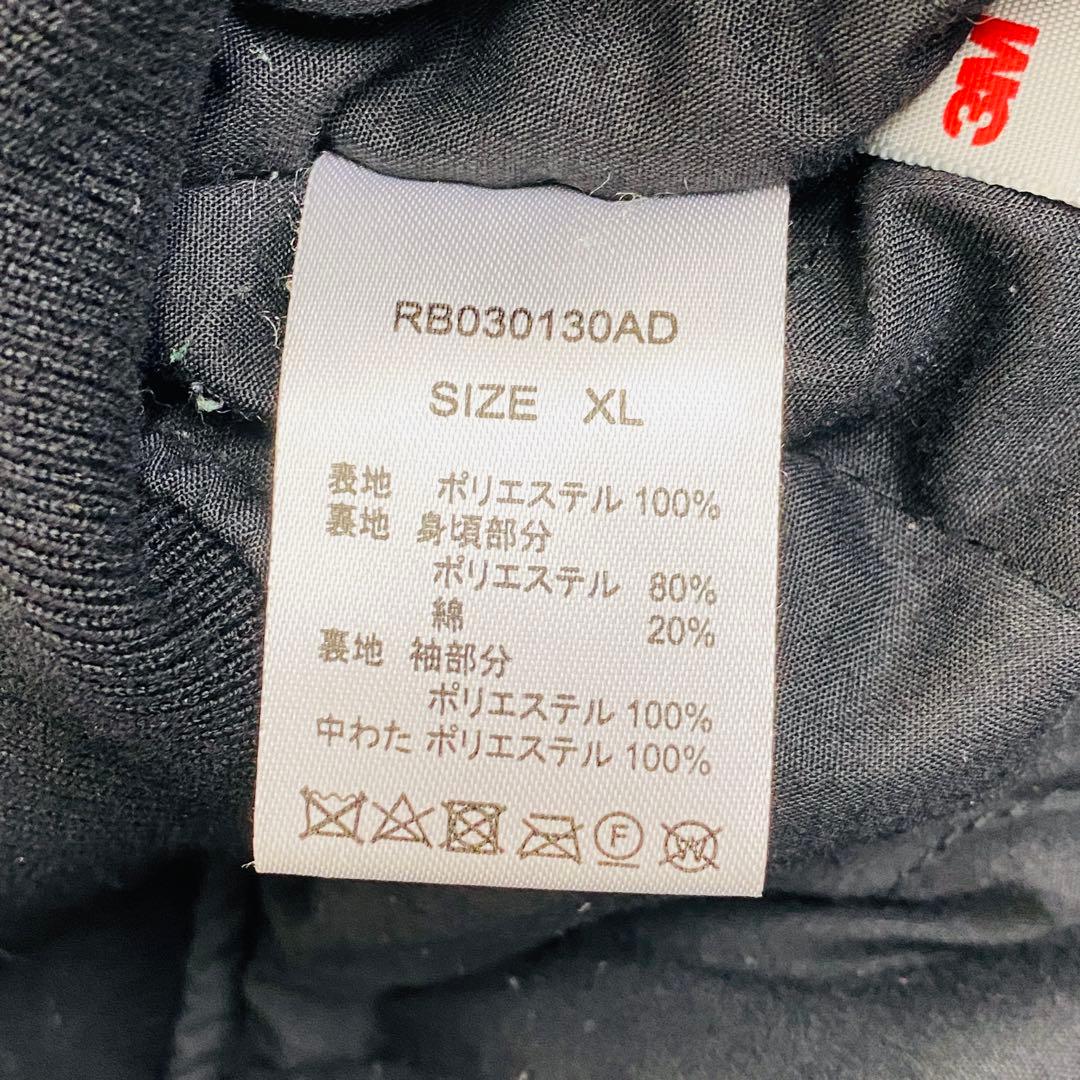 3M
RB030130AD
SIZE XL
表地 ポリエステル 100%
裏地 身頃部分
ポリエステル 80%
綿 20%
裏地 袖部分
ポリエステル 100%
中わた ポリエステル 100%
F
W